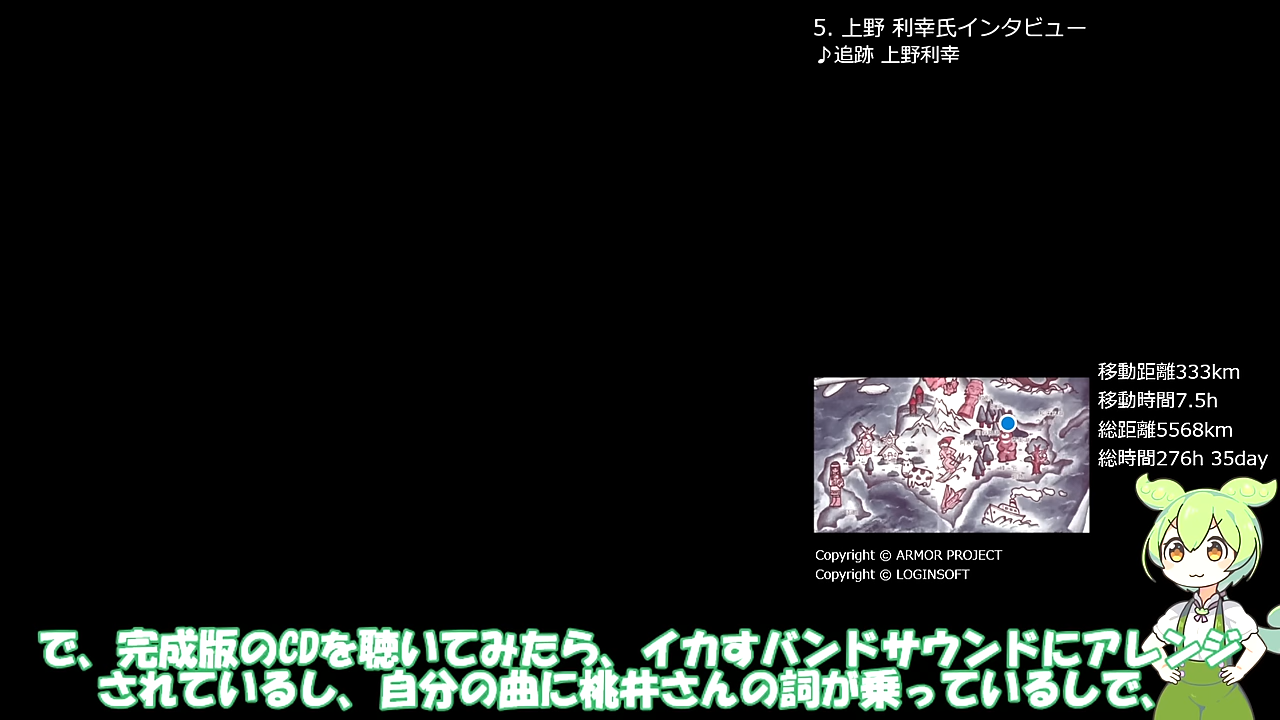 5. 上野 利幸氏インタビュー
♪追跡 上野利幸
移動距離333km
移動時間7.5h
総距離5568km
総時間276h 35day
Copyright © ARMOR PROJECT
Copyright © LOGINSOFT
で、完成版のCDを聴いてみたら、イカすバンドサウンドにアレンジ
されているし、自分の曲に桃井さんの詞が乗っているしで、